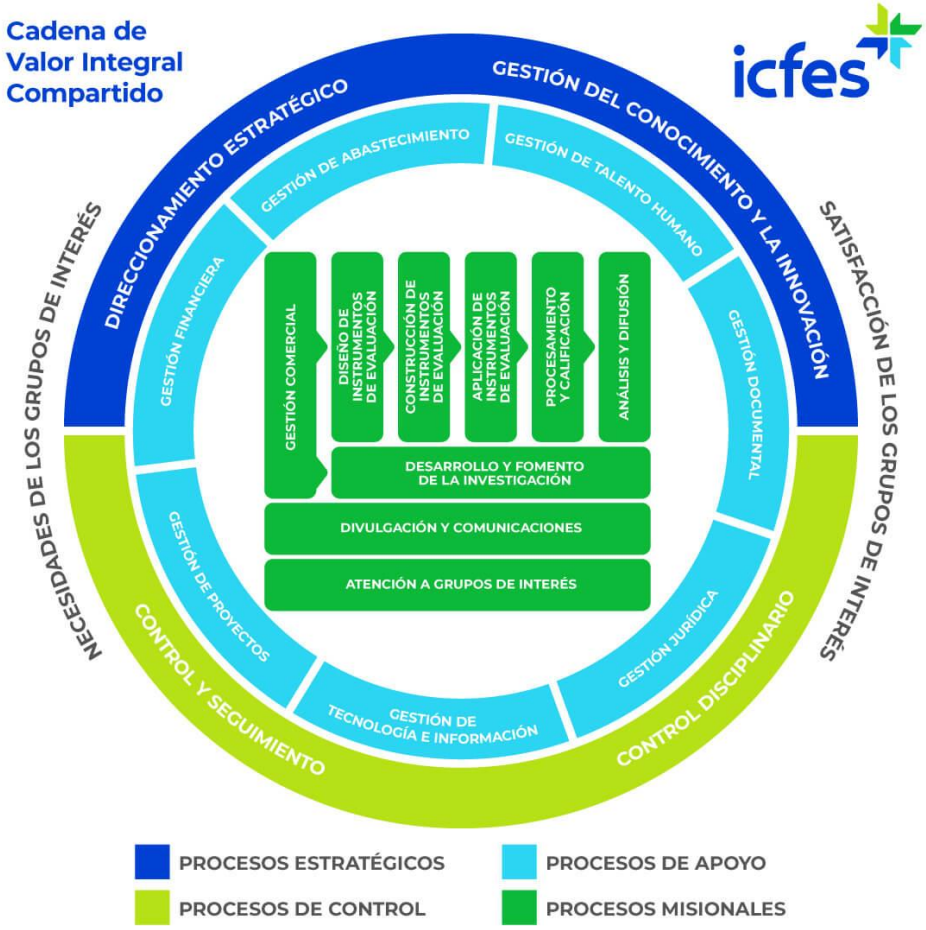 Cadena de
Valor Integral
Compartido
icfes
DIRECCIONAMIENTO ESTRATÉGICO
GESTIÓN DEL CONOCIMIENTO Y LA INNOVACIÓN
NECESIDADES DE LOS GRUPOS DE INTERÉS
SATISFACCIÓN DE LOS GRUPOS DE INTERÉS
GESTIÓN FINANCIERA
GESTIÓN DE ABASTECIMIENTO
GESTIÓN DE TALENTO HUMANO
GESTIÓN DOCUMENTAL
GESTIÓN JURÍDICA
GESTIÓN DE
TECNOLOGÍA E INFORMACIÓN
GESTIÓN DE PROYECTOS
GESTIÓN COMERCIAL
DISEÑO DE
INSTRUMENTOS
DE EVALUACIÓN
CONSTRUCCIÓN DE
INSTRUMENTOS
DE EVALUACIÓN
APLICACIÓN DE
INSTRUMENTOS
DE EVALUACIÓN
PROCESAMIENTO
Y CALIFICACIÓN
ANÁLISIS Y DIFUSIÓN
DESARROLLO Y FOMENTO
DE LA INVESTIGACIÓN
DIVULGACIÓN Y COMUNICACIONES
ATENCIÓN A GRUPOS DE INTERÉS
CONTROL Y SEGUIMIENTO
CONTROL DISCIPLINARIO
PROCESOS ESTRATÉGICOS
PROCESOS DE APOYO
PROCESOS DE CONTROL
PROCESOS MISIONALES